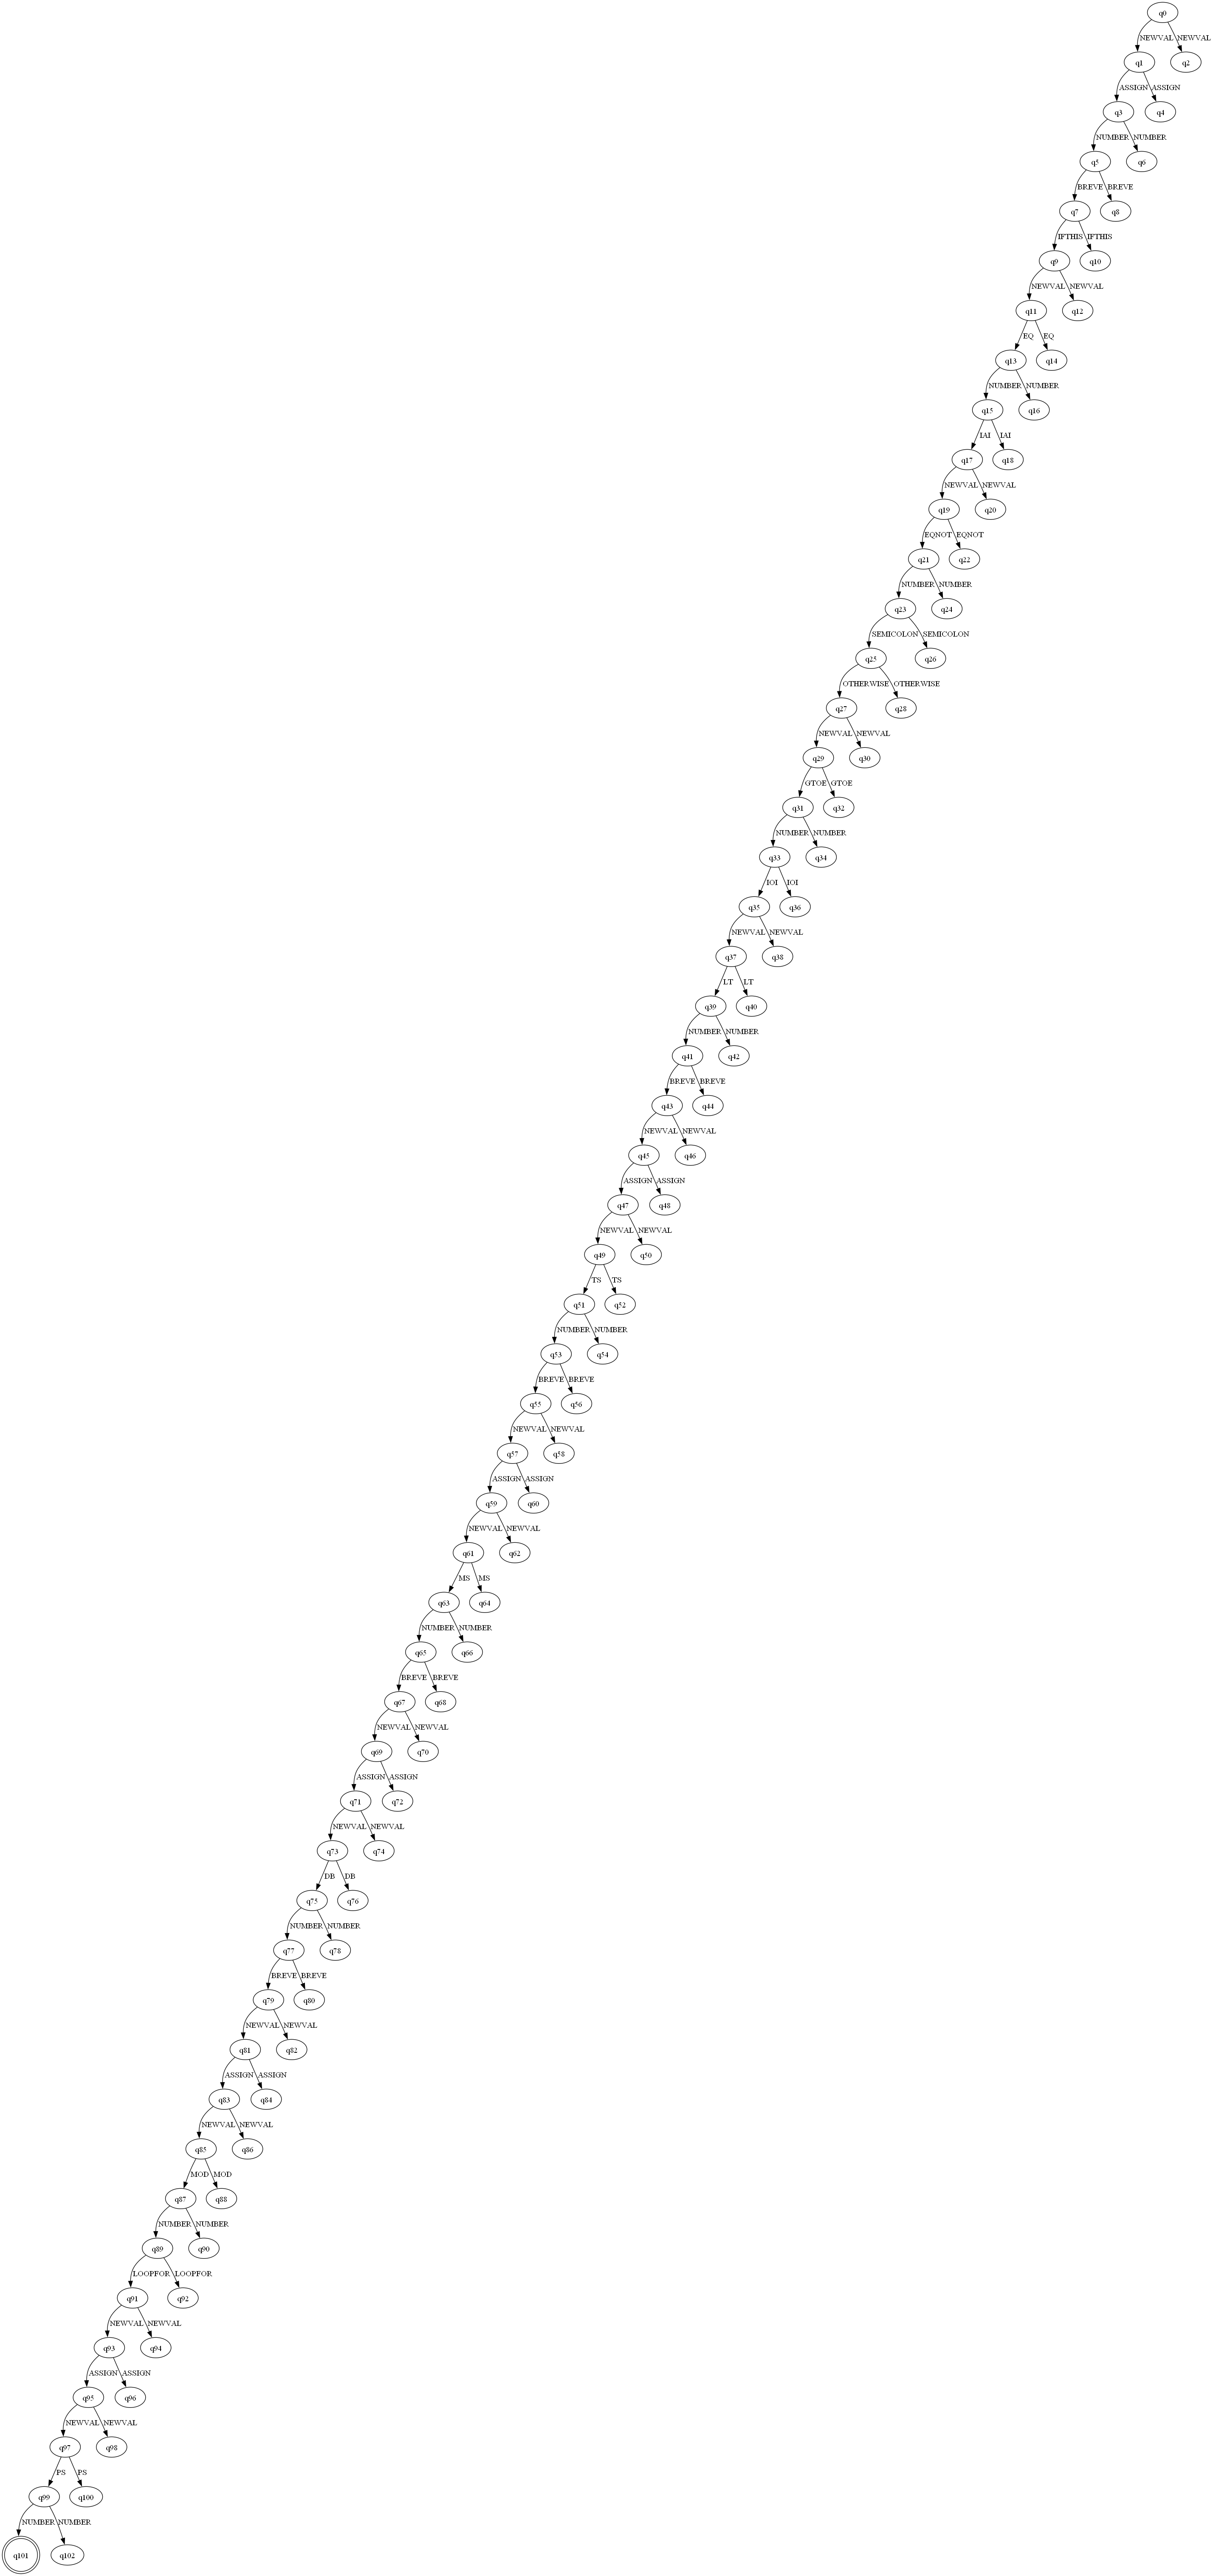 q0
NEWVAL NEWVAL
q1 q2
ASSIGN ASSIGN
q3 q4
NUMBER NUMBER
q5 q6
BREVE BREVE
q7 q8
IFTHIS IFTHIS
q9 q10
NEWVAL NEWVAL
q11 q12
EQ EQ
q13 q14
NUMBER NUMBER
q15 q16
IAI IAI
q17 q18
NEWVAL NEWVAL
q19 q20
EQNOT EQNOT
q21 q22
NUMBER NUMBER
q23 q24
SEMICOLON SEMICOLON
q25 q26
OTHERWISE OTHERWISE
q27 q28
NEWVAL NEWVAL
q29 q30
GTOE GTOE
q31 q32
NUMBER NUMBER
q33 q34
IOI IOI
q35 q36
NEWVAL NEWVAL
q37 q38
LT LT
q39 q40
NUMBER NUMBER
q41 q42
BREVE BREVE
q43 q44
NEWVAL NEWVAL
q45 q46
ASSIGN ASSIGN
q47 q48
NEWVAL NEWVAL
q49 q50
TS TS
q51 q52
NUMBER NUMBER
q53 q54
BREVE BREVE
q55 q56
NEWVAL NEWVAL
q57 q58
ASSIGN ASSIGN
q59 q60
NEWVAL NEWVAL
q61 q62
MS MS
q63 q64
NUMBER NUMBER
q65 q66
BREVE BREVE
q67 q68
NEWVAL NEWVAL
q69 q70
ASSIGN ASSIGN
q71 q72
NEWVAL NEWVAL
q73 q74
DB DB
q75 q76
NUMBER NUMBER
q77 q78
BREVE BREVE
q79 q80
NEWVAL NEWVAL
q81 q82
ASSIGN ASSIGN
q83 q84
NEWVAL NEWVAL
q85 q86
MOD MOD
q87 q88
NUMBER NUMBER
q89 q90
LOOPFOR LOOPFOR
q91 q92
NEWVAL NEWVAL
q93 q94
ASSIGN ASSIGN
q95 q96
NEWVAL NEWVAL
q97 q98
PS PS
q99 q100
NUMBER NUMBER
q101 q102